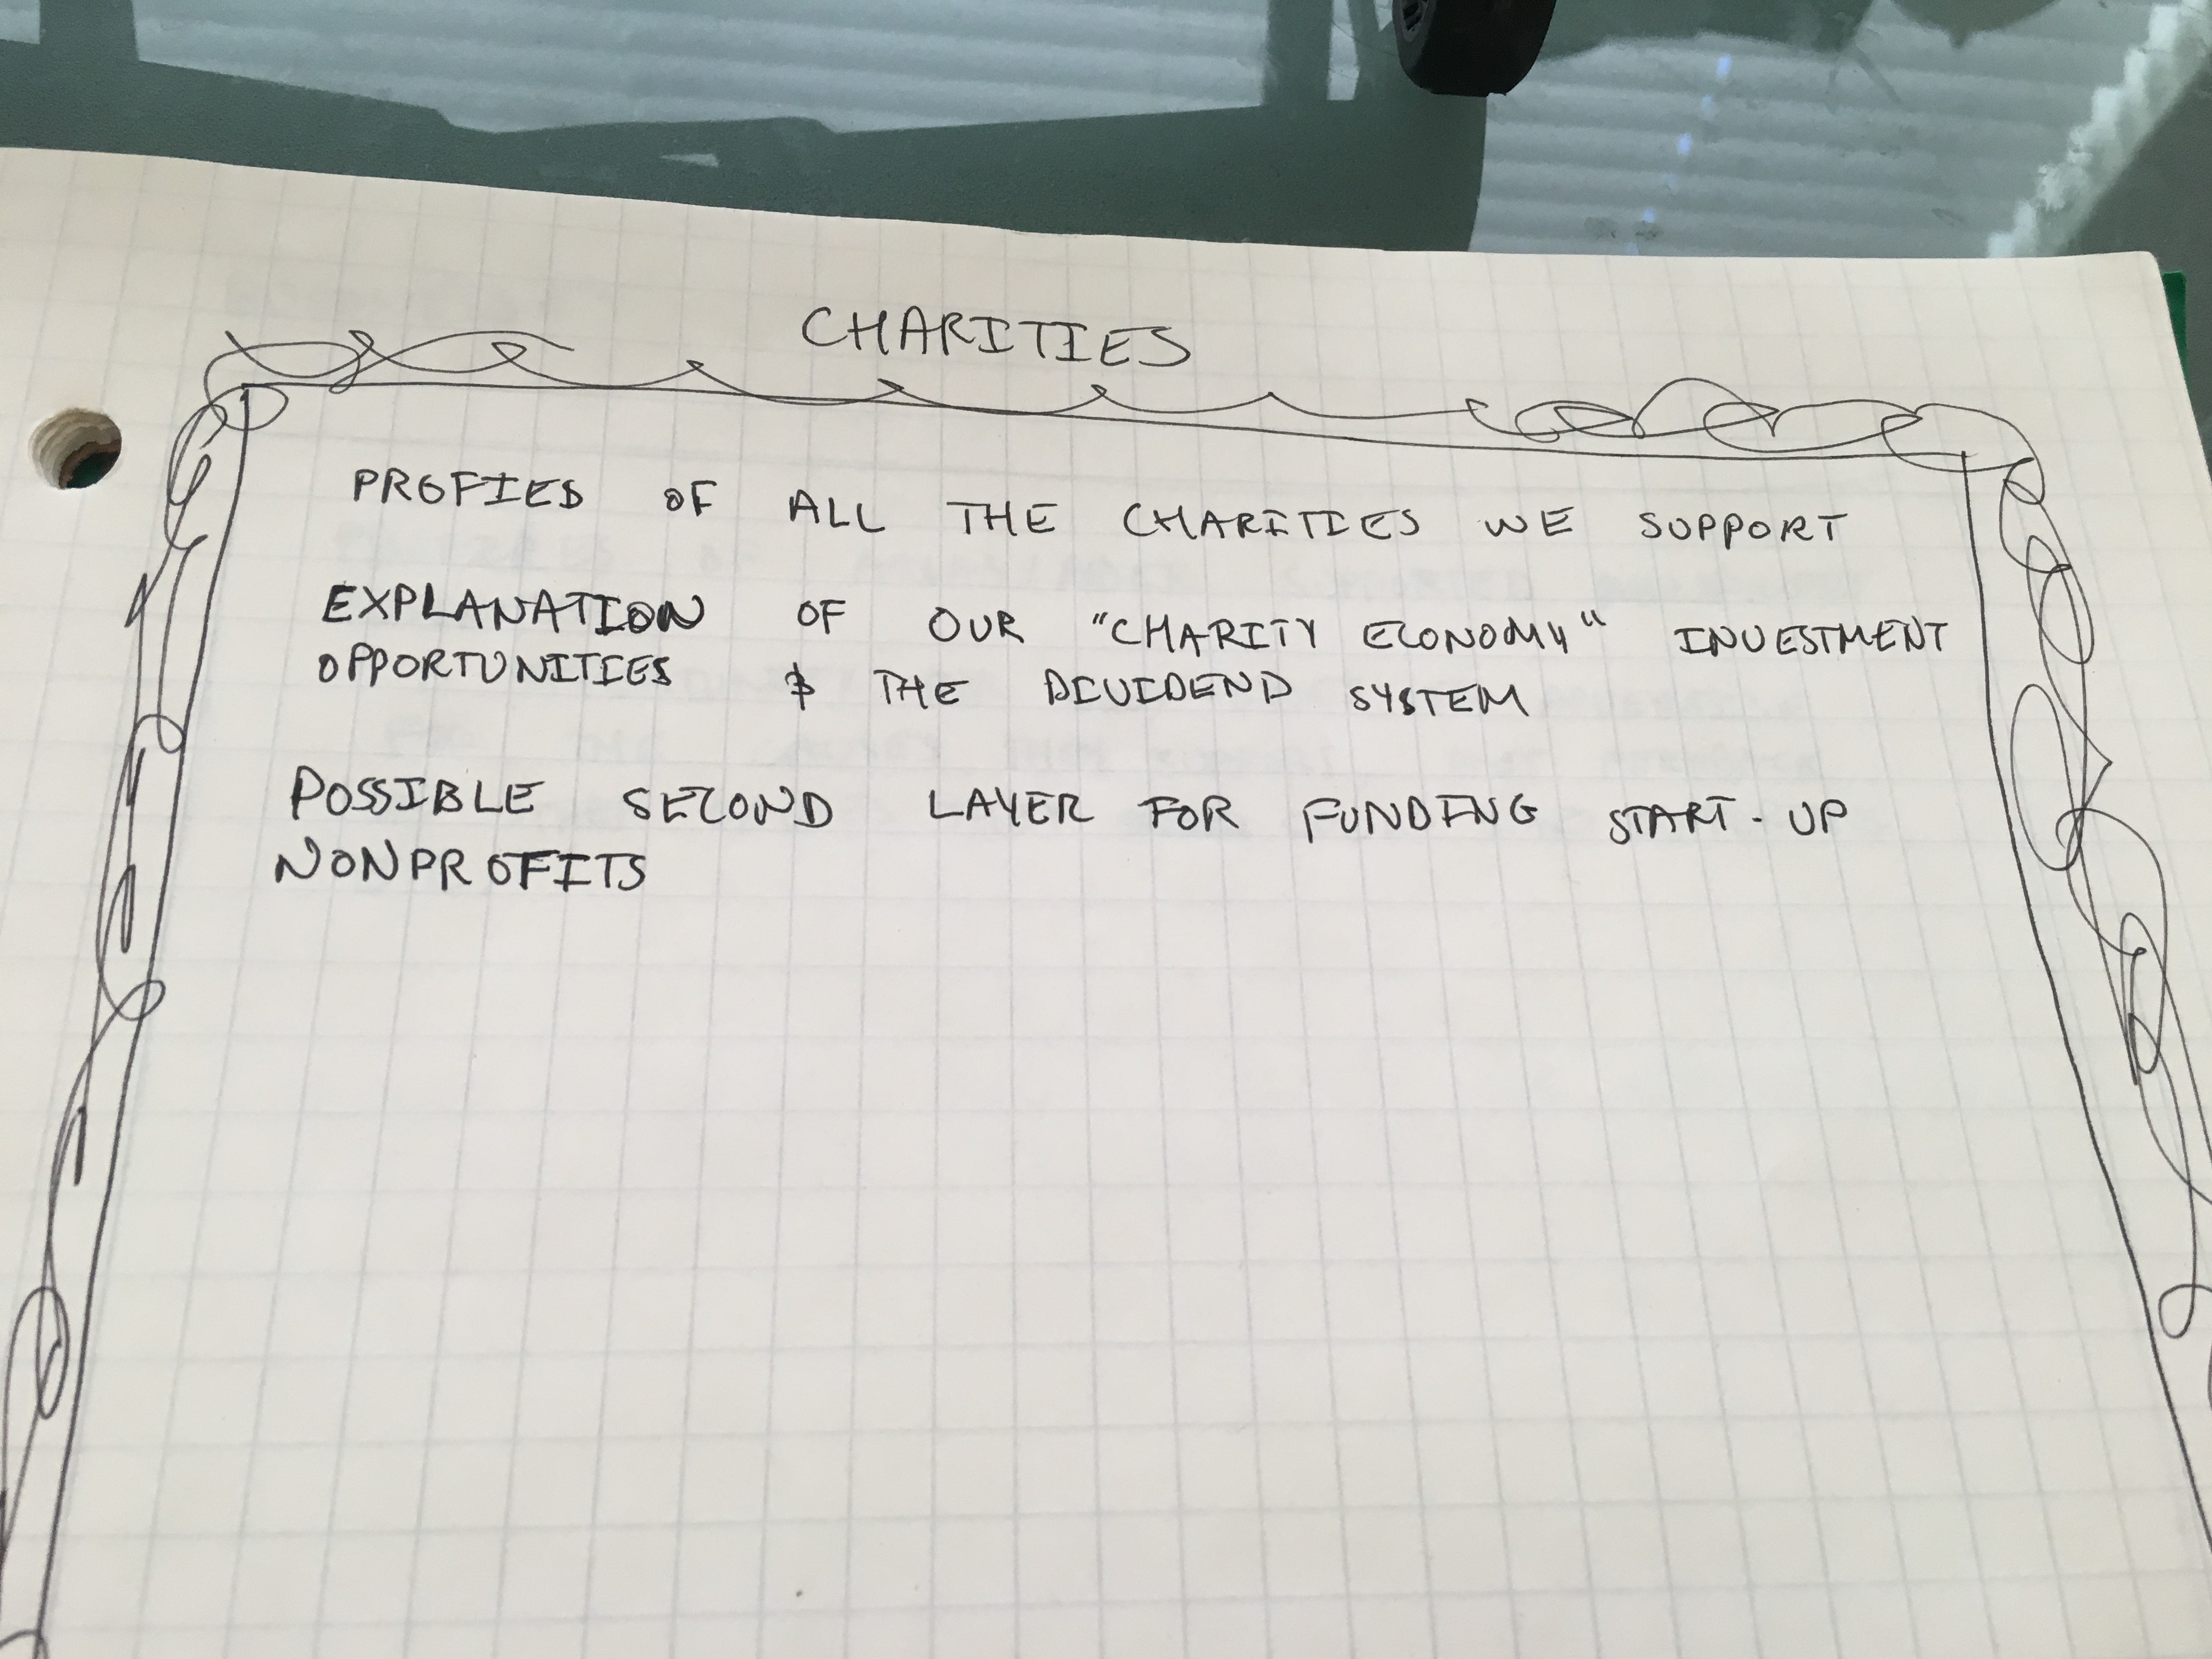 CHARITIES
PROFIES OF ALL THE CHARITIES WE SUPPORT
EXPLANATION OF OUR "CHARITY ECONOMY" INVESTMENT
OPPORTUNITIES & THE DIVIDEND SYSTEM
POSSIBLE SECOND LAYER FOR FUNDING START-UP
NONPROFITS